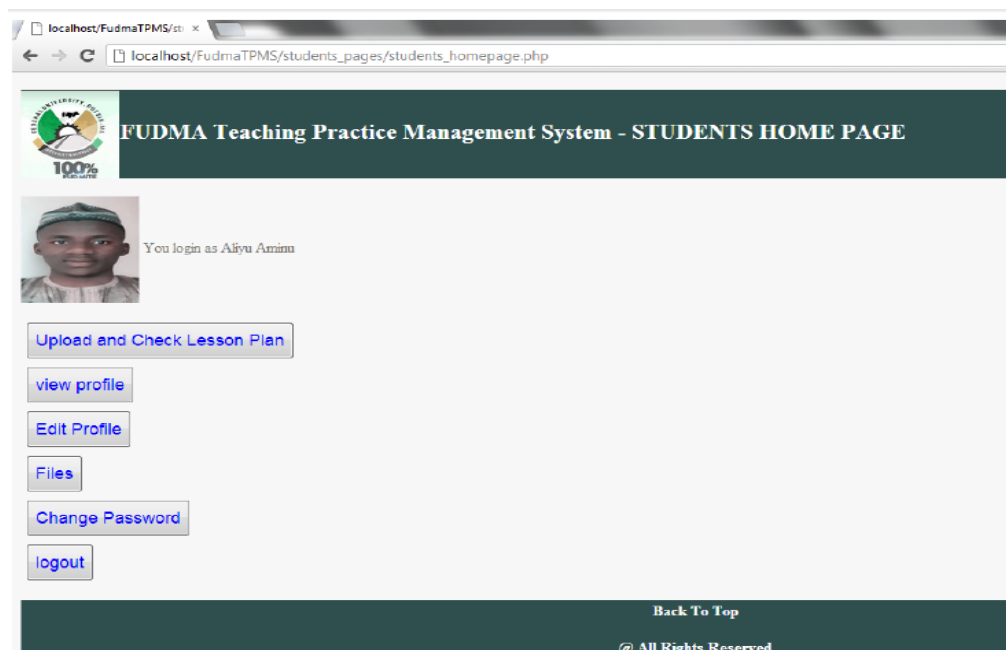 localhost/FudmaTPMS/st
localhost/FudmaTPMS/students_pages/students_homepage.php
FUDMA Teaching Practice Management System - STUDENTS HOME PAGE
100%
You login as Aliyu Aminu
Upload and Check Lesson Plan
view profile
Edit Profile
Files
Change Password
logout
Back To Top
@ All Rights Reserved